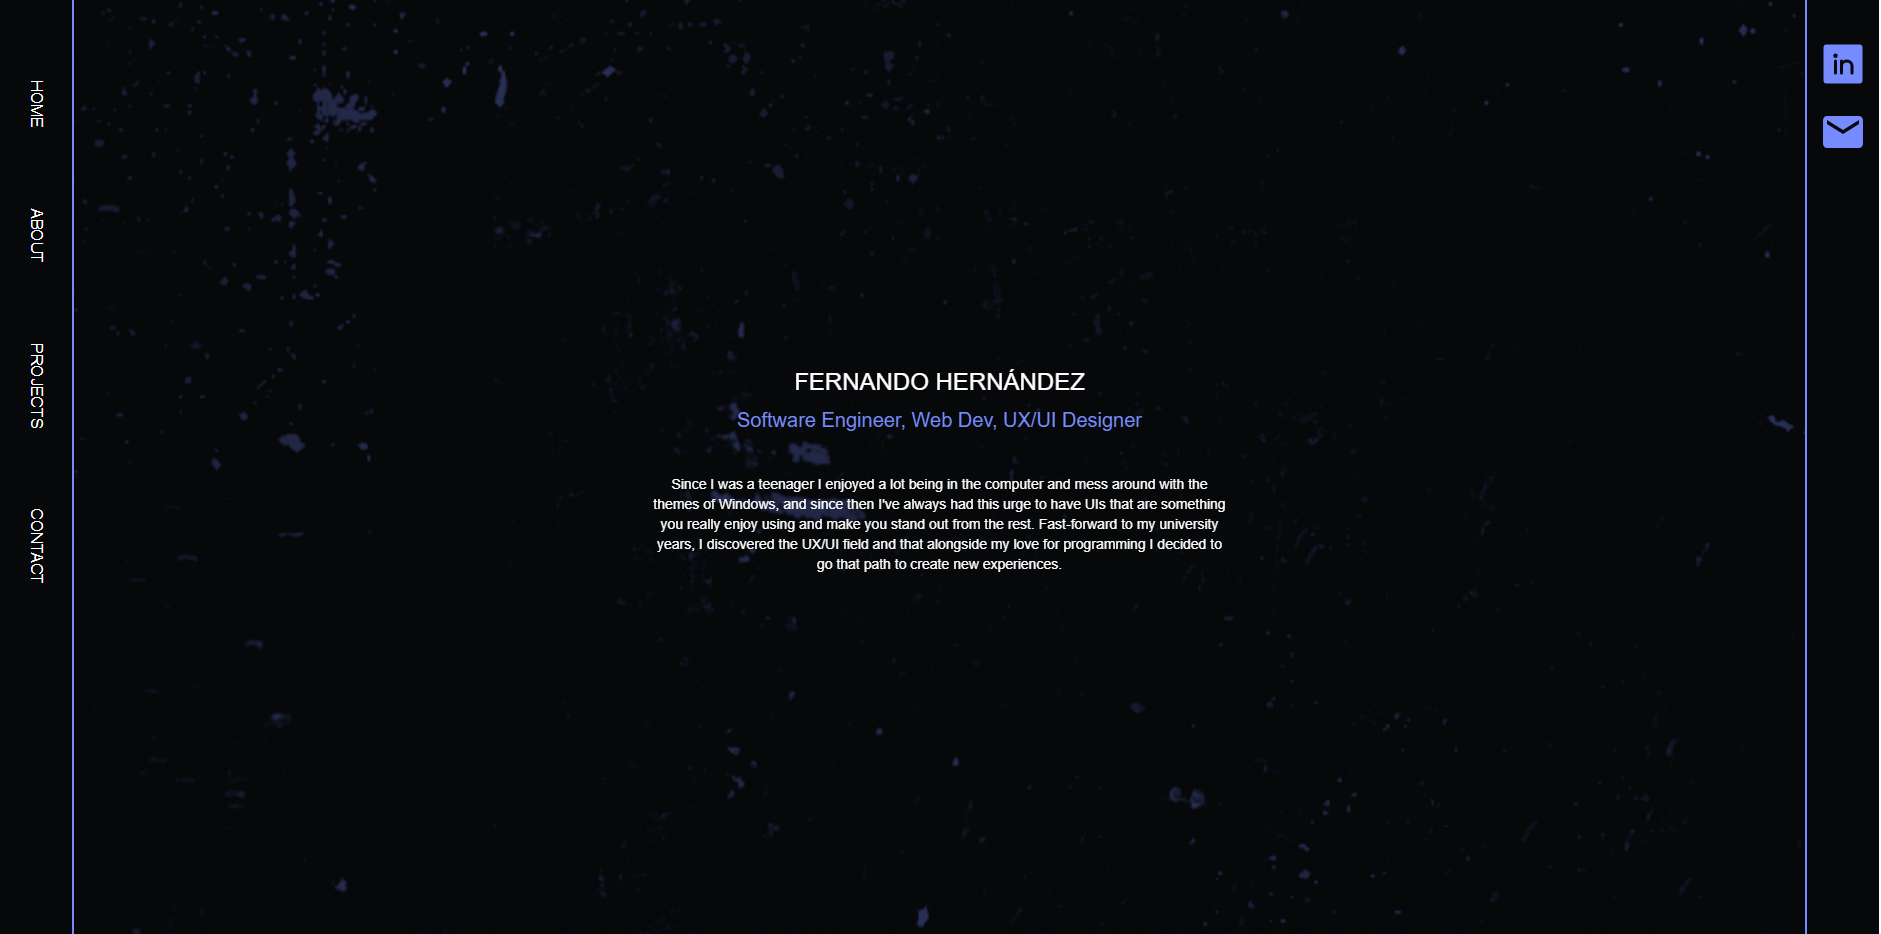 HOME
ABOUT
PROJECTS
CONTACT
in
FERNANDO HERNÁNDEZ
Software Engineer, Web Dev, UX/UI Designer
Since I was a teenager I enjoyed a lot being in the computer and mess around with the
themes of Windows, and since then I've always had this urge to have UIs that are something
you really enjoy using and make you stand out from the rest. Fast-forward to my university
years, I discovered the UX/UI field and that alongside my love for programming I decided to
go that path to create new experiences.